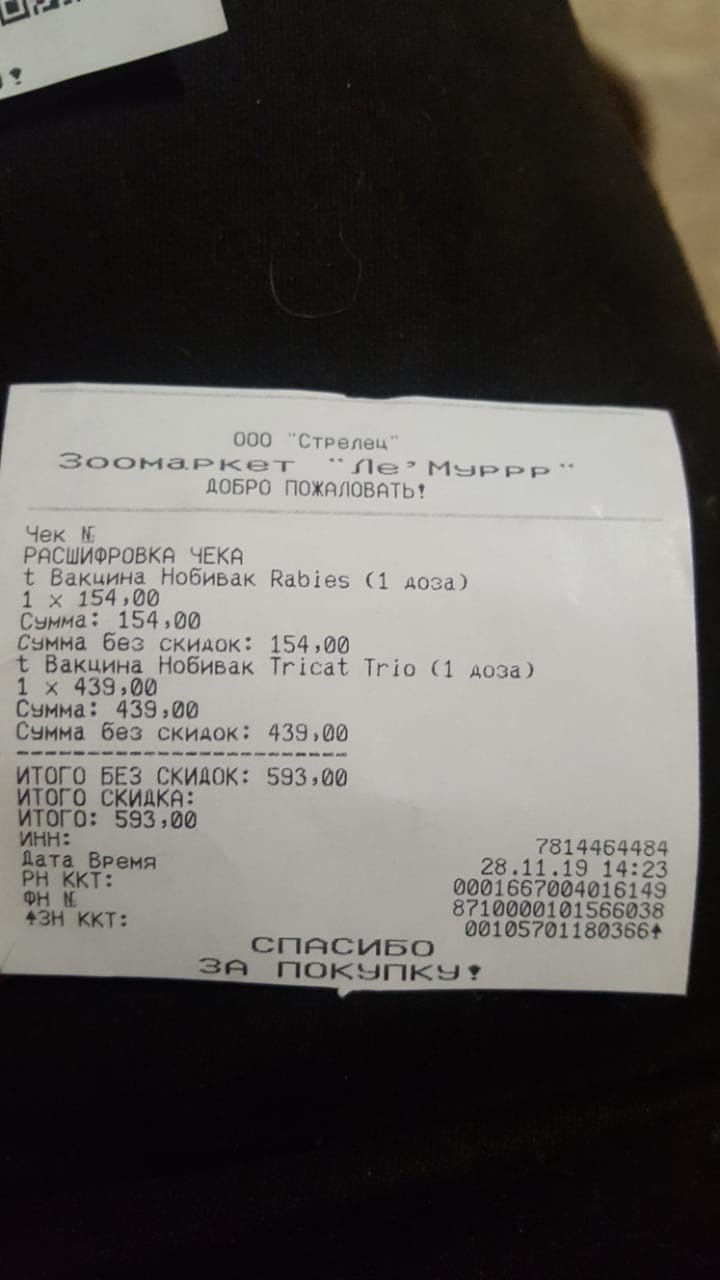 !
ООО "Стрелец"
Зоомаркет "Ле'Муррр"
ДОБРО ПОЖАЛОВАТЬ!
Чек №
РАСШИФРОВКА ЧЕКА
t Вакцина Нобивак Rabies (1 доза)
1 x 154,00
Сумма: 154,00
Сумма без скидок: 154,00
t Вакцина Нобивак Tricat Trio (1 доза)
1 x 439,00
Сумма: 439,00
Сумма без скидок: 439,00
ИТОГО БЕЗ СКИДОК: 593,00
ИТОГО СКИДКА:
ИТОГО: 593,00
ИНН: 7814464484
Дата Время 28.11.19 14:23
РН ККТ: 0001667004016149
ФН № 8710000101566038
↑ЗН ККТ: 00105701180366↑
СПАСИБО
ЗА ПОКУПКУ!